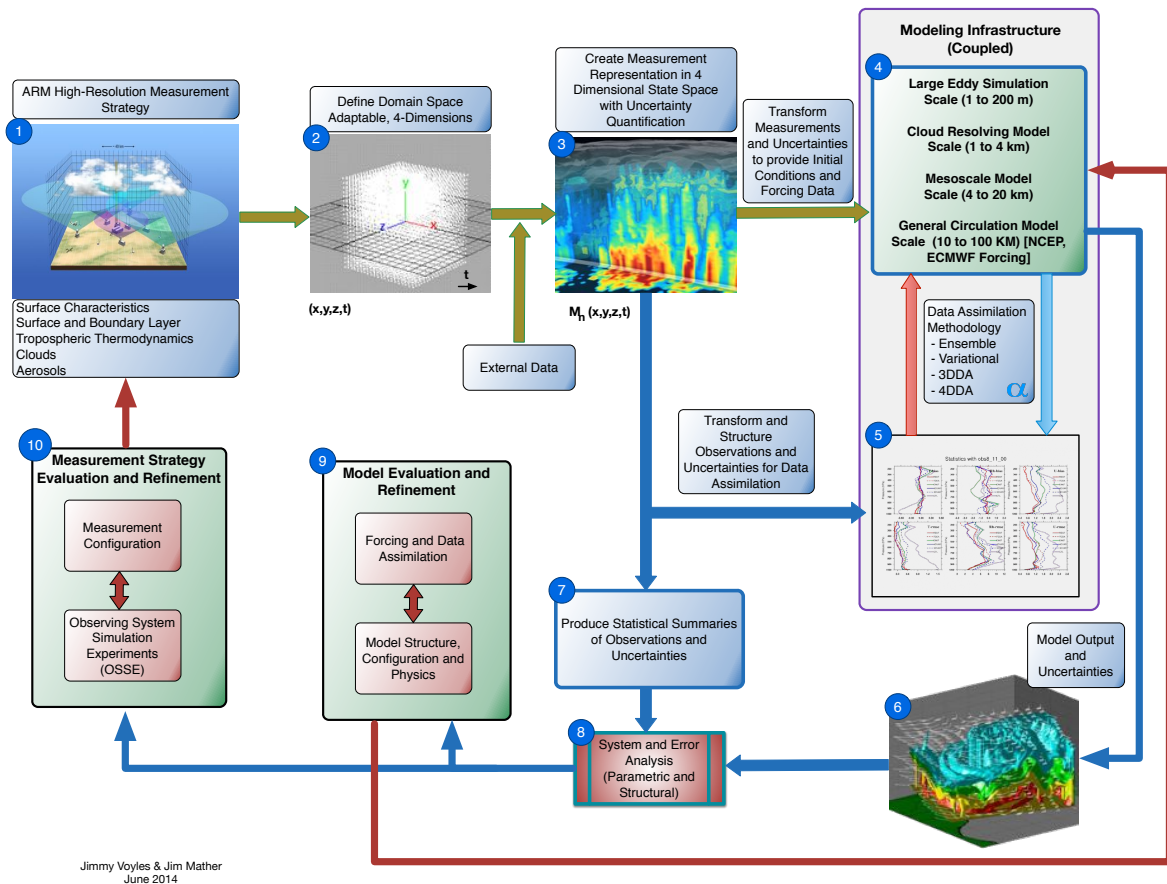 ARM High-Resolution Measurement
Strategy
1
Surface Characteristics
Surface and Boundary Layer
Tropospheric Thermodynamics
Clouds
Aerosols
Define Domain Space
Adaptable, 4-Dimensions
2
y
z
x
t
(x,y,z,t)
External Data
Create Measurement
Representation in 4
Dimensional State Space
with Uncertainty
Quantification
3
Mn (x,y,z,t)
Transform
Measurements
and Uncertainties
to provide Initial
Conditions and
Forcing Data
Modeling Infrastructure
(Coupled)
4
Large Eddy Simulation
Scale (1 to 200 m)
Cloud Resolving Model
Scale (1 to 4 km)
Mesoscale Model
Scale (4 to 20 km)
General Circulation Model
Scale (10 to 100 KM) [NCEP,
ECMWF Forcing]
Data Assimilation
Methodology
- Ensemble
- Variational
- 3DDA
- 4DDA
α
5
Statistics with obs8_11_00
Transform and
Structure
Observations and
Uncertainties for Data
Assimilation
10
Measurement Strategy
Evaluation and Refinement
Measurement
Configuration
Observing System
Simulation
Experiments
(OSSE)
9
Model Evaluation and
Refinement
Forcing and Data
Assimilation
Model Structure,
Configuration and
Physics
7
Produce Statistical Summaries
of Observations and
Uncertainties
8
System and Error
Analysis
(Parametric and
Structural)
Model Output
and
Uncertainties
6
Jimmy Voyles & Jim Mather
June 2014